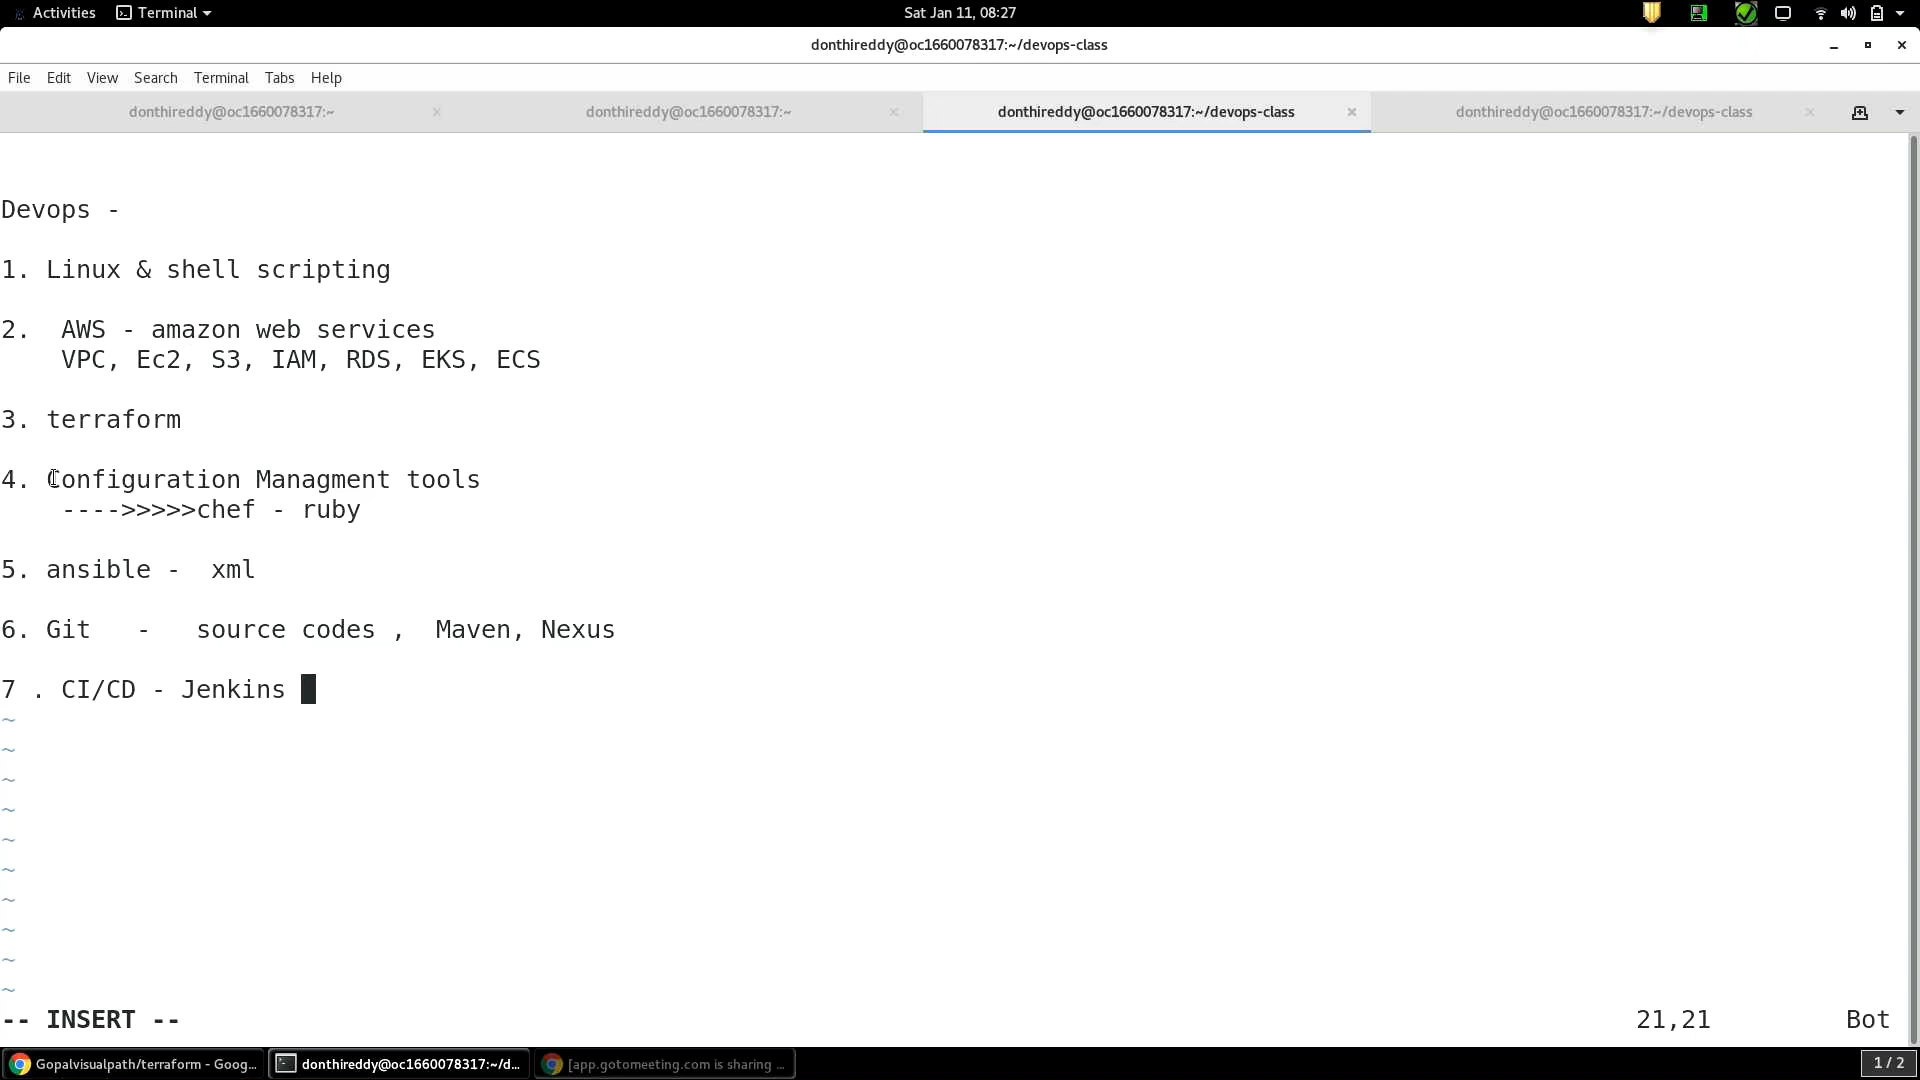 Activities Terminal Sat Jan 11, 08:27
donthireddy@oc1660078317:~/devops-class
File Edit View Search Terminal Tabs Help
donthireddy@oc1660078317:~ donthireddy@oc1660078317:~ donthireddy@oc1660078317:~/devops-class donthireddy@oc1660078317:~/devops-class
Devops -
1. Linux & shell scripting
2.  AWS - amazon web services
    VPC, Ec2, S3, IAM, RDS, EKS, ECS
3. terraform
4. Configuration Managment tools
    ---->>>>>chef - ruby
5. ansible -  xml
6. Git   -   source codes ,  Maven, Nexus
7 . CI/CD - Jenkins
~
~
~
~
~
~
~
~
~
~
-- INSERT -- 21,21 Bot
Gopalvisualpath/terraform - Goog... donthireddy@oc1660078317:~/d... [app.gotomeeting.com is sharing ... 1 / 2